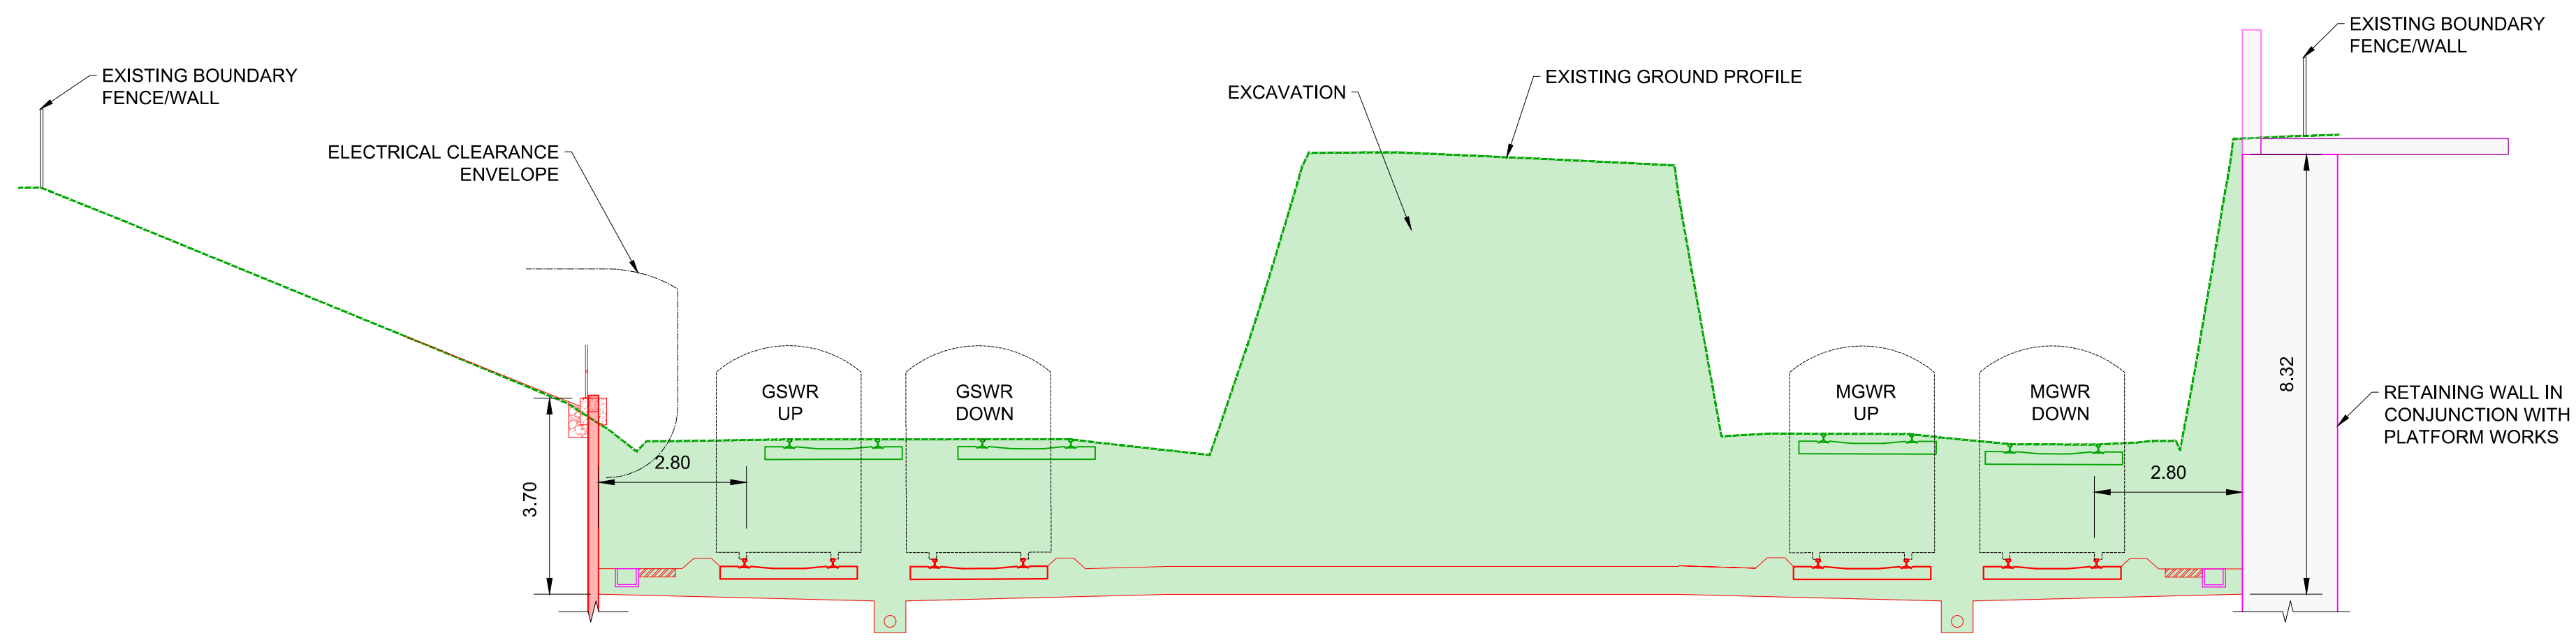 EXISTING BOUNDARY
FENCE/WALL
EXISTING BOUNDARY
FENCE/WALL
EXISTING GROUND PROFILE
EXCAVATION
ELECTRICAL CLEARANCE
ENVELOPE
GSWR
UP
GSWR
DOWN
MGWR
UP
MGWR
DOWN
8.32
RETAINING WALL IN
CONJUNCTION WITH
PLATFORM WORKS
2.80
2.80
3.70